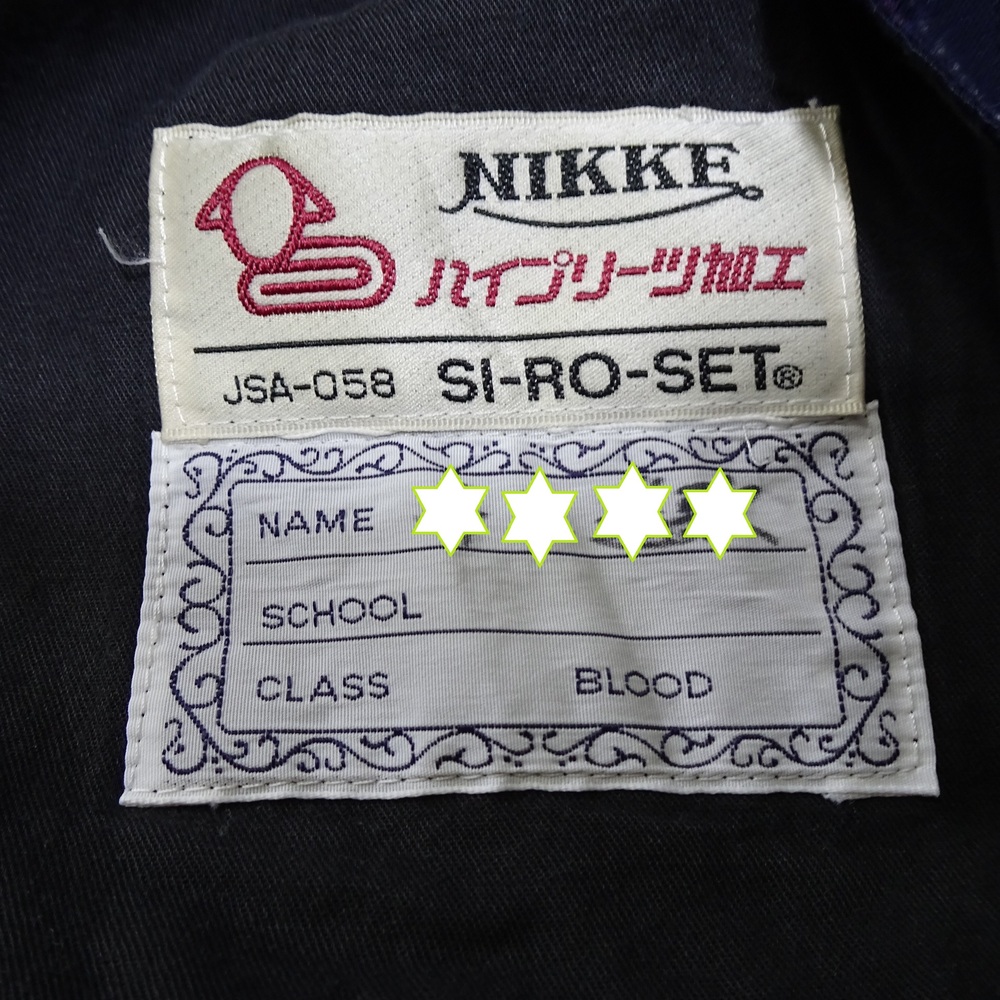 NIKKE
ハイプリーツ加工
JSA-058 SI-RO-SET®
NAME
SCHOOL
CLASS BLOOD